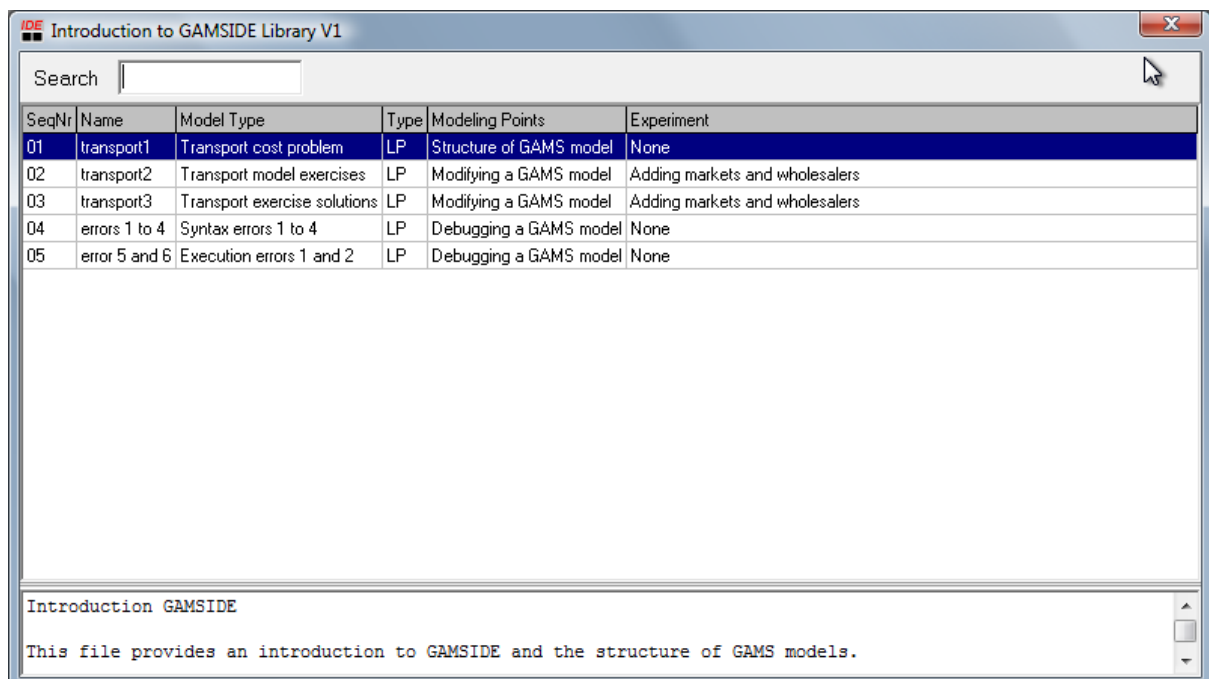 IDE Introduction to GAMSIDE Library V1
Search
SeqNr Name Model Type Type Modeling Points Experiment
01 transport1 Transport cost problem LP Structure of GAMS model None
02 transport2 Transport model exercises LP Modifying a GAMS model Adding markets and wholesalers
03 transport3 Transport exercise solutions LP Modifying a GAMS model Adding markets and wholesalers
04 errors 1 to 4 Syntax errors 1 to 4 LP Debugging a GAMS model None
05 error 5 and 6 Execution errors 1 and 2 LP Debugging a GAMS model None
Introduction GAMSIDE
This file provides an introduction to GAMSIDE and the structure of GAMS models.